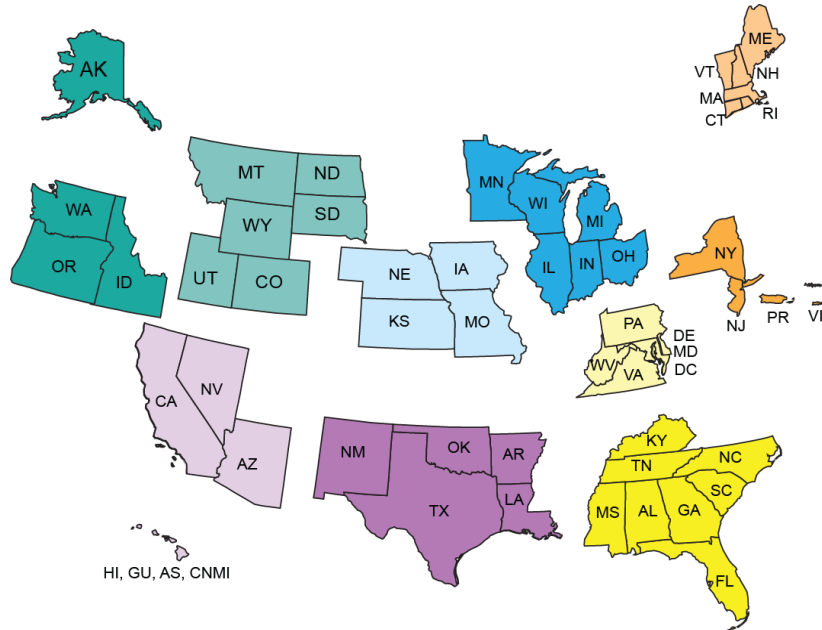 ME
VT
NH
MA
RI
CT
AK
MT
ND
WY
SD
UT
CO
WA
OR
ID
MN
WI
MI
IL
IN
OH
NE
IA
KS
MO
NY
NJ
PR
VI
PA
DE
MD
DC
WV
VA
CA
NV
AZ
NM
OK
AR
TX
LA
KY
TN
NC
SC
MS
AL
GA
FL
HI, GU, AS, CNMI